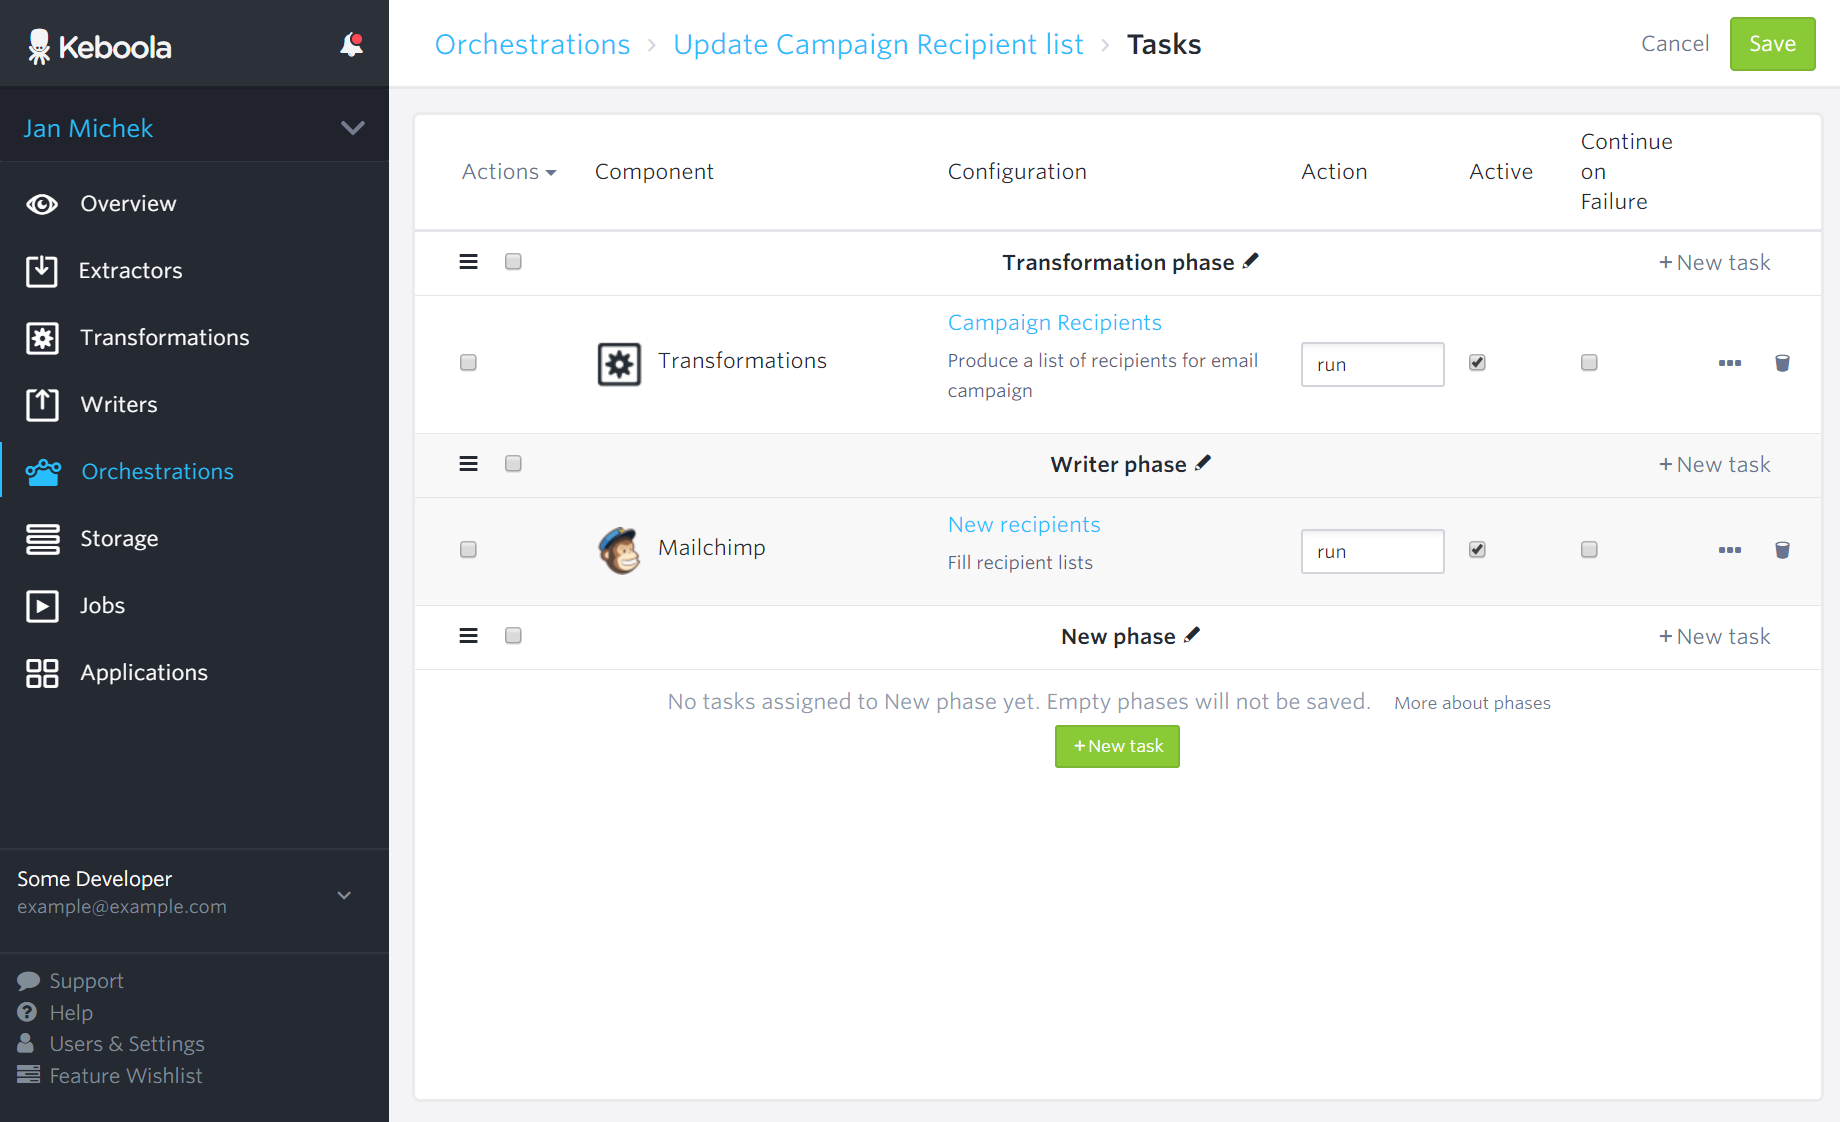 Keboola
Jan Michek
Overview
Extractors
Transformations
Writers
Orchestrations
Storage
Jobs
Applications
Some Developer
example@example.com
Support
Help
Users & Settings
Feature Wishlist
Orchestrations › Update Campaign Recipient list › Tasks
Cancel
Save
Actions Component Configuration Action Active Continue
on
Failure
Transformation phase +New task
Transformations
Campaign Recipients
Produce a list of recipients for email
campaign
run
Writer phase +New task
Mailchimp
New recipients
Fill recipient lists
run
New phase +New task
No tasks assigned to New phase yet. Empty phases will not be saved. More about phases
+New task